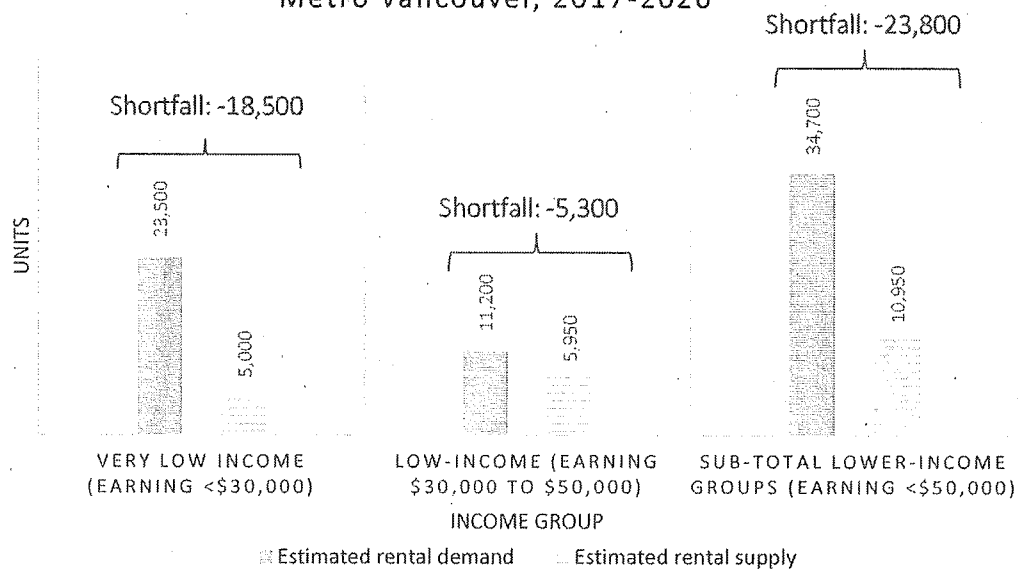 Metro Vancouver, 2017-2026
Shortfall: -23,800
Shortfall: -18,500
Shortfall: -5,300
34,700
23,500
11,200
10,950
5,950
5,000
UNITS
VERY LOW INCOME
(EARNING <$30,000)
LOW-INCOME (EARNING
$30,000 TO $50,000)
SUB-TOTAL LOWER-INCOME
GROUPS (EARNING <$50,000)
INCOME GROUP
Estimated rental demand
Estimated rental supply